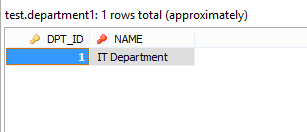 test.department1: 1 rows total (approximately)
DPT_ID NAME
1 IT Department